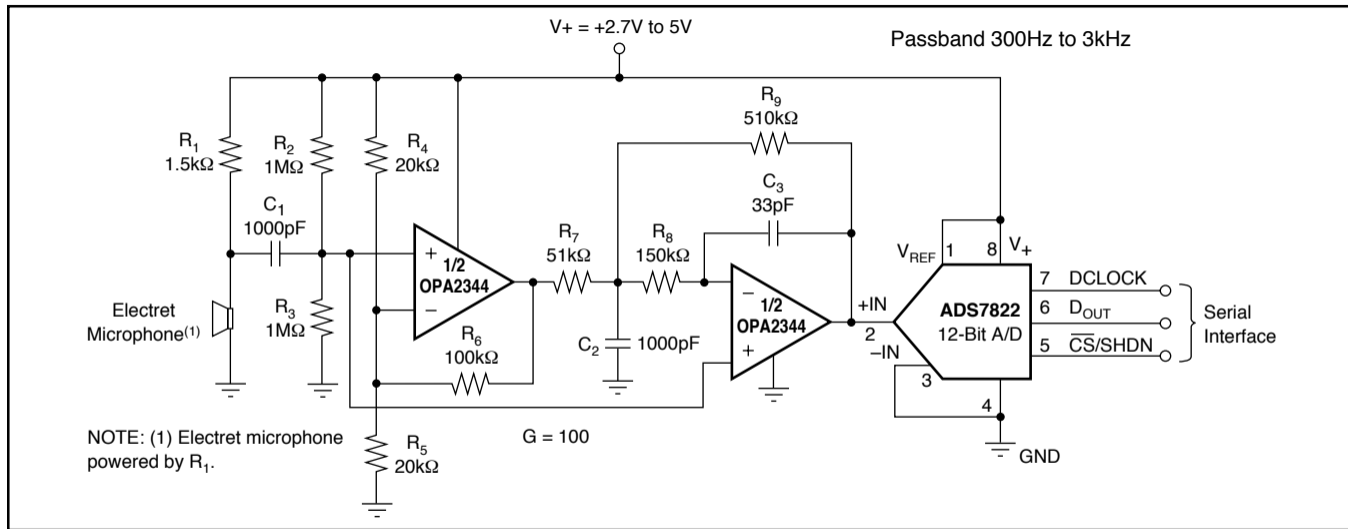 V+ = +2.7V to 5V
Passband 300Hz to 3kHz
R1
1.5kΩ
R2
1MΩ
R4
20kΩ
R9
510kΩ
C3
33pF
C1
1000pF
R7
51kΩ
R8
150kΩ
+
1/2
OPA2344
−
VREF
1
8
V+
7
DCLOCK
6
DOUT
5
CS/SHDN
Serial
Interface
+IN
2
−IN
3
ADS7822
12-Bit A/D
4
GND
Electret
Microphone(1)
R3
1MΩ
R6
100kΩ
C2
1000pF
−
1/2
OPA2344
+
G = 100
R5
20kΩ
NOTE: (1) Electret microphone
powered by R1.